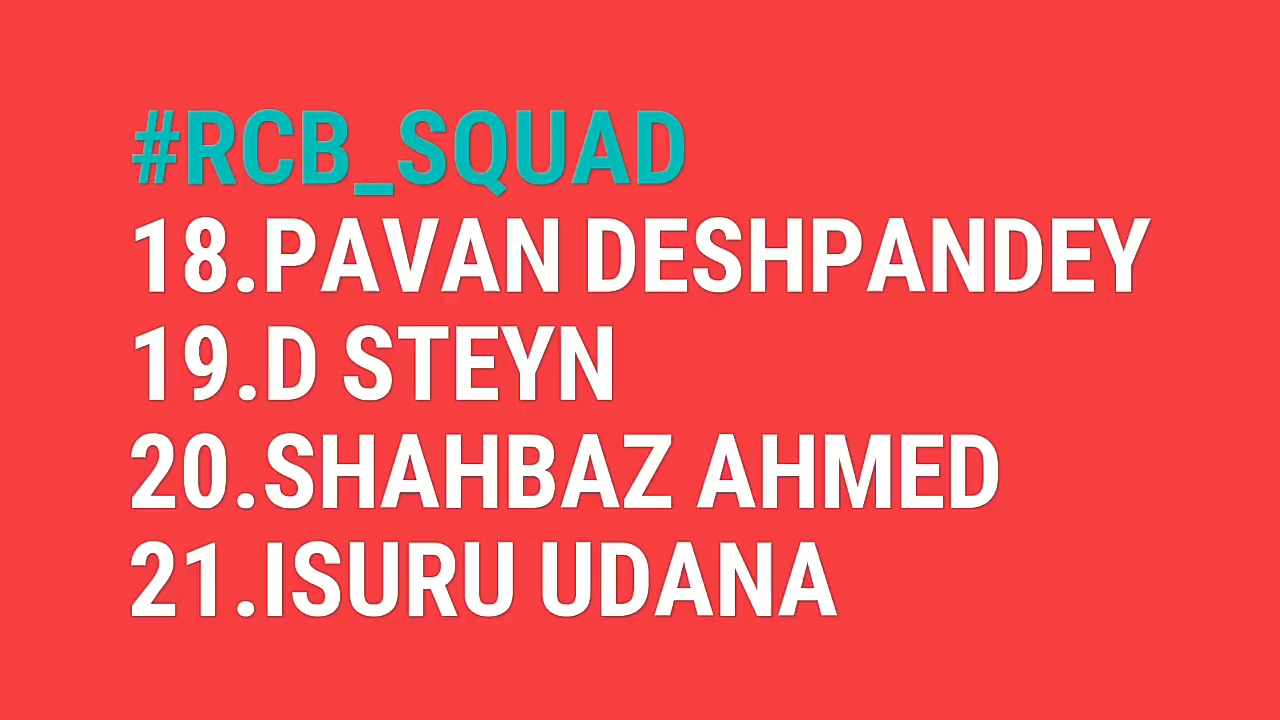 #RCB_SQUAD
18.PAVAN DESHPANDEY
19.D STEYN
20.SHAHBAZ AHMED
21.ISURU UDANA